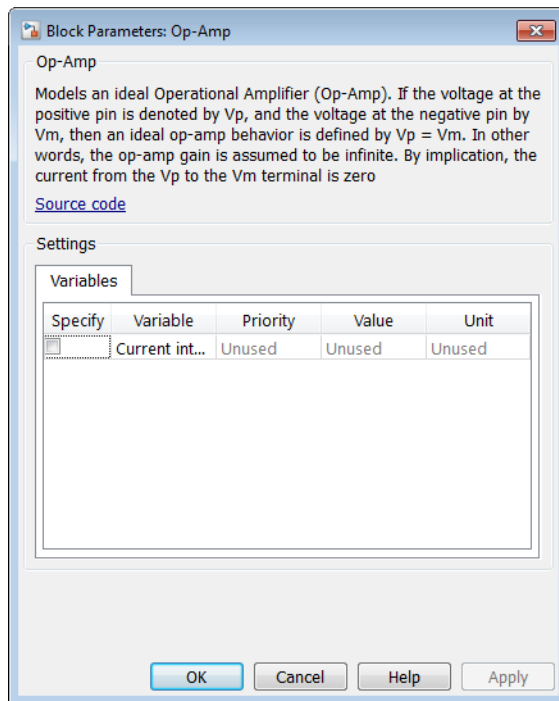 Block Parameters: Op-Amp
Op-Amp
Models an ideal Operational Amplifier (Op-Amp). If the voltage at the
positive pin is denoted by Vp, and the voltage at the negative pin by
Vm, then an ideal op-amp behavior is defined by Vp = Vm. In other
words, the op-amp gain is assumed to be infinite. By implication, the
current from the Vp to the Vm terminal is zero
Source code
Settings
Variables
Specify Variable Priority Value Unit
Current int... Unused Unused Unused
OK Cancel Help Apply